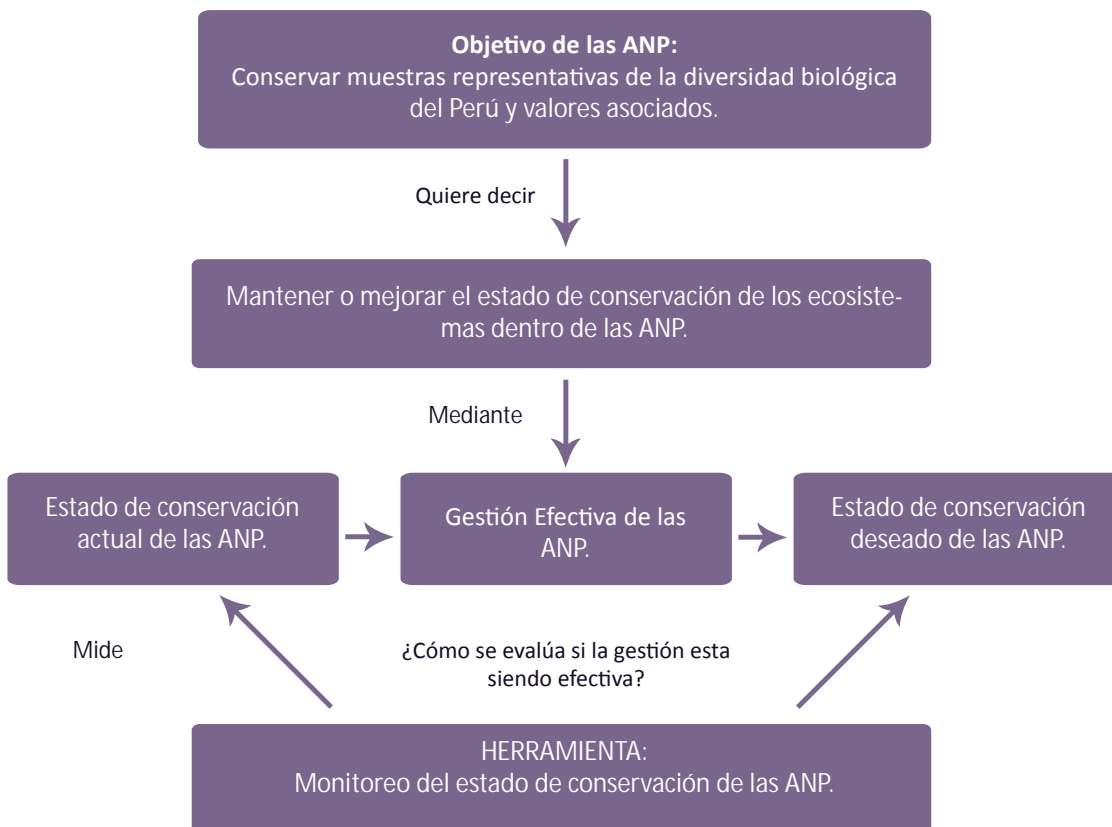 Objetivo de las ANP:
Conservar muestras representativas de la diversidad biológica
del Perú y valores asociados.
Quiere decir
Mantener o mejorar el estado de conservación de los ecosiste-
mas dentro de las ANP.
Mediante
Estado de conservación
actual de las ANP.
Gestión Efectiva de las
ANP.
Estado de conservación
deseado de las ANP.
Mide
¿Cómo se evalúa si la gestión esta
siendo efectiva?
HERRAMIENTA:
Monitoreo del estado de conservación de las ANP.